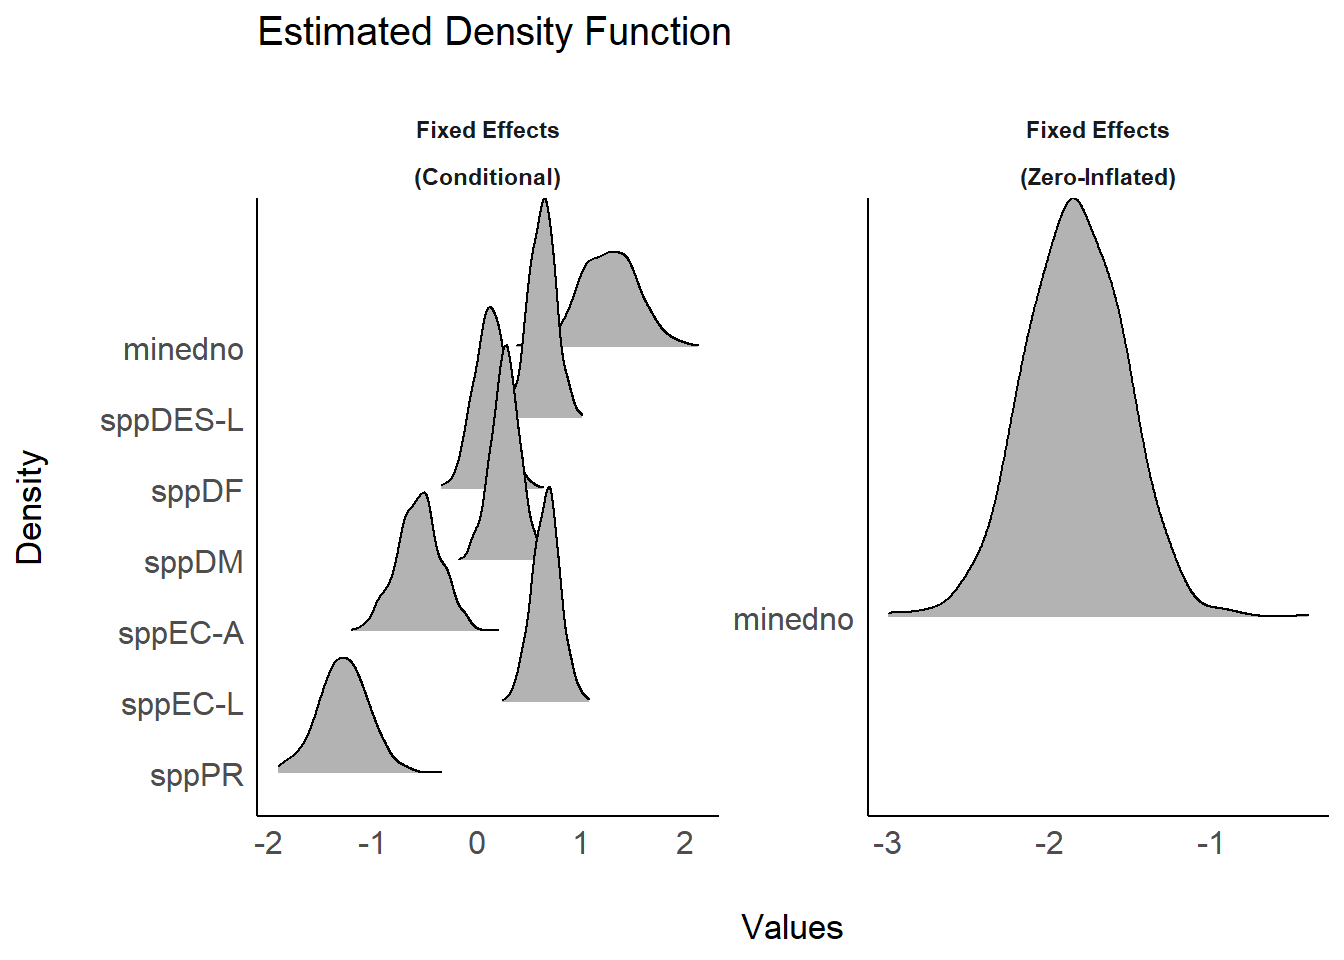 Estimated Density Function
Fixed Effects
(Conditional)
Fixed Effects
(Zero-Inflated)
Density
minedno
sppDES-L
sppDF
sppDM
sppEC-A
sppEC-L
sppPR
-2 -1 0 1 2
minedno
-3 -2 -1
Values